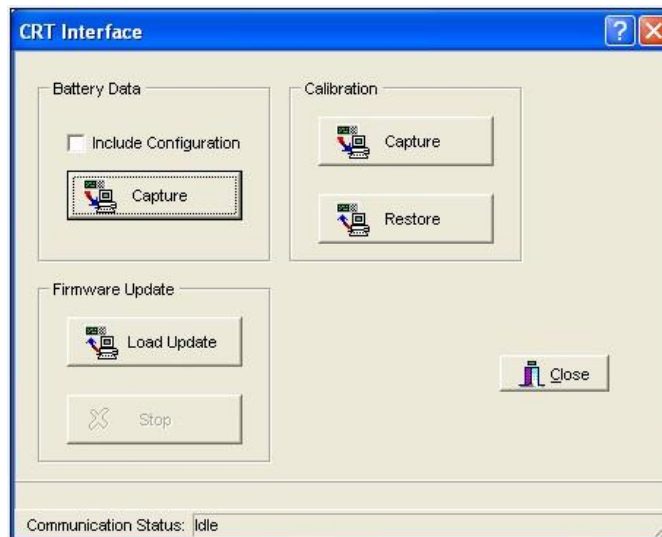 CRT Interface
Battery Data
Include Configuration
Capture
Calibration
Capture
Restore
Firmware Update
Load Update
Stop
Close
Communication Status: Idle